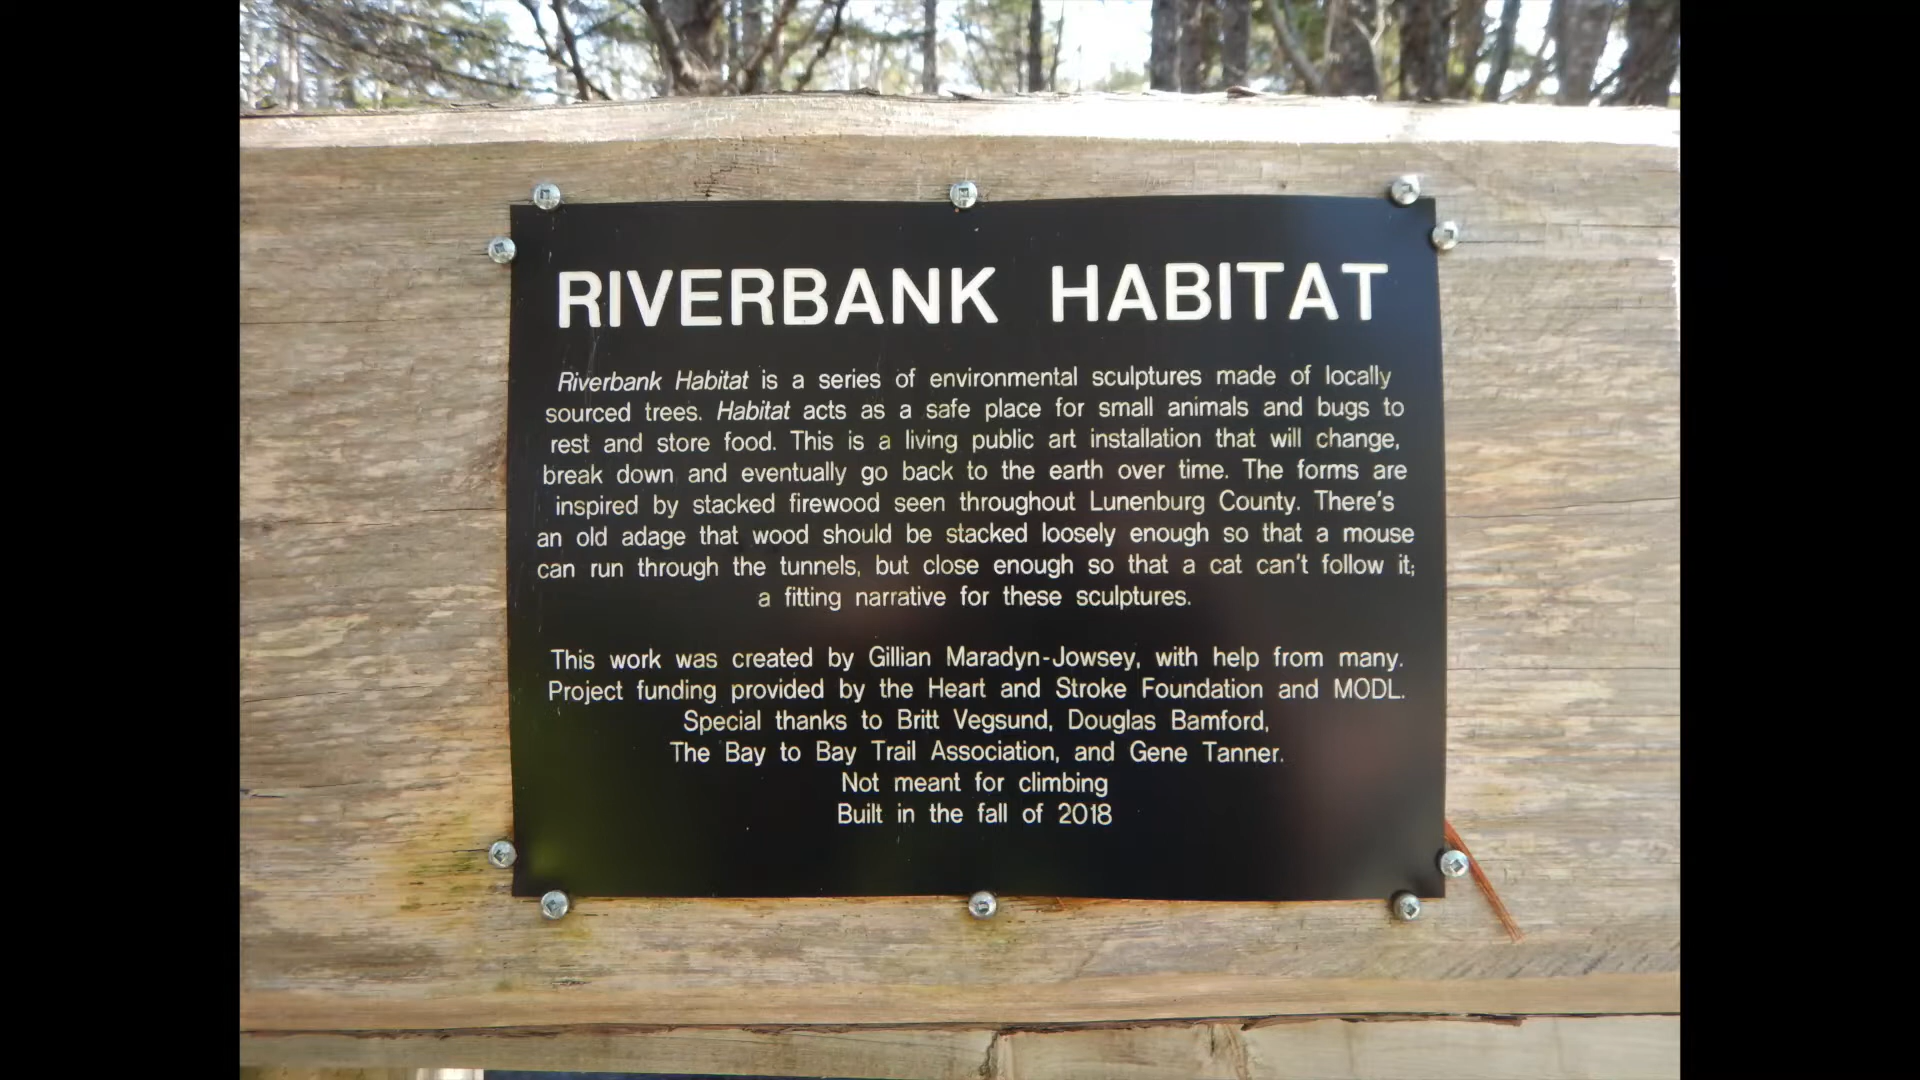 RIVERBANK HABITAT
Riverbank Habitat is a series of environmental sculptures made of locally
sourced trees. Habitat acts as a safe place for small animals and bugs to
rest and store food. This is a living public art installation that will change,
break down and eventually go back to the earth over time. The forms are
inspired by stacked firewood seen throughout Lunenburg County. There's
an old adage that wood should be stacked loosely enough so that a mouse
can run through the tunnels, but close enough so that a cat can't follow it;
a fitting narrative for these sculptures.
This work was created by Gillian Maradyn-Jowsey, with help from many.
Project funding provided by the Heart and Stroke Foundation and MODL.
Special thanks to Britt Vegsund, Douglas Bamford,
The Bay to Bay Trail Association, and Gene Tanner.
Not meant for climbing
Built in the fall of 2018